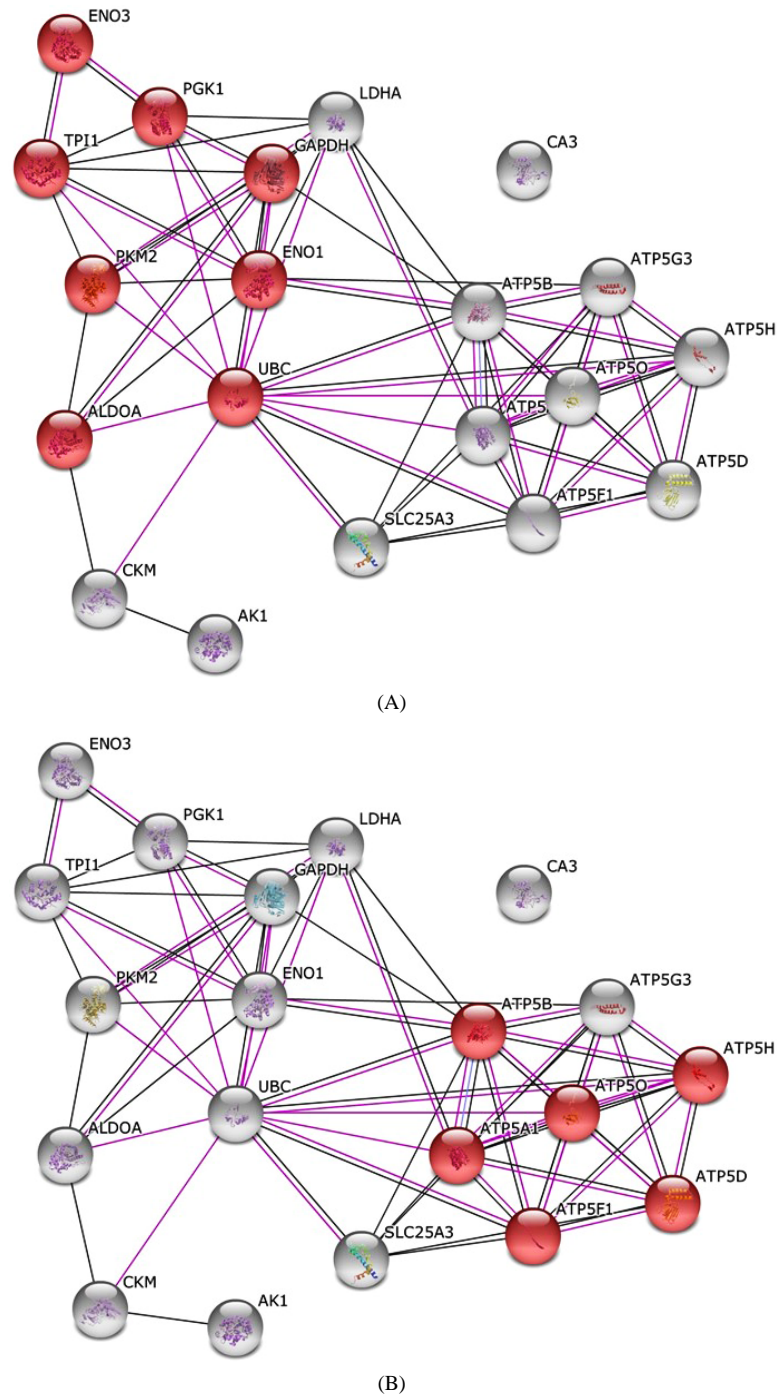 ENO3
PGK1
LDHA
TPI1
GAPDH
CA3
PKM2
ENO1
ATP5B
ATP5G3
ATP5H
UBC
ATP5O
ALDOA
ATP5
ATP5D
SLC25A3
ATP5F1
CKM
AK1
(A)
ENO3
PGK1
LDHA
TPI1
GAPDH
CA3
PKM2
ENO1
ATP5B
ATP5G3
ATP5H
UBC
ATP5O
ALDOA
ATP5A1
ATP5D
SLC25A3
ATP5F1
CKM
AK1
(B)